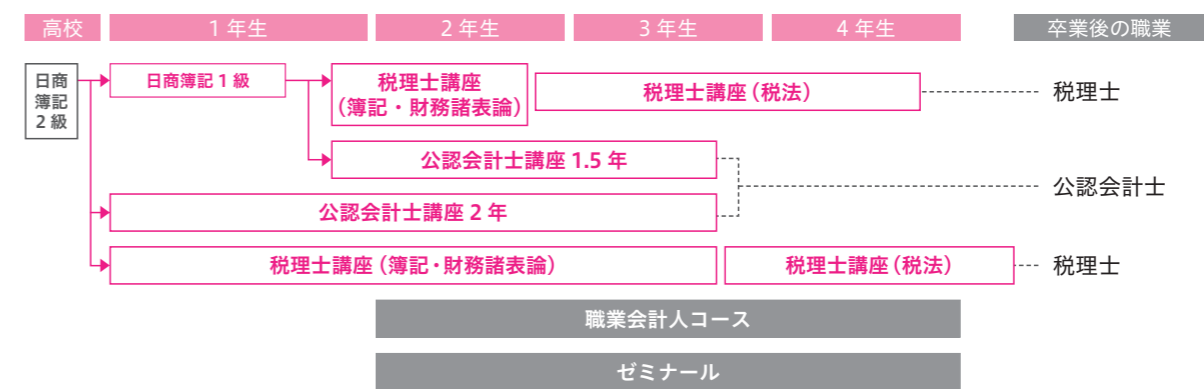 高校
1 年生
2 年生
3 年生
4 年生
卒業後の職業
日商
簿記
2 級
日商簿記 1 級
税理士講座
（簿記・財務諸表論）
税理士講座（税法）
税理士
公認会計士講座 1.5 年
公認会計士
公認会計士講座 2 年
税理士講座（簿記・財務諸表論）
税理士講座（税法）
税理士
職業会計人コース
ゼミナール